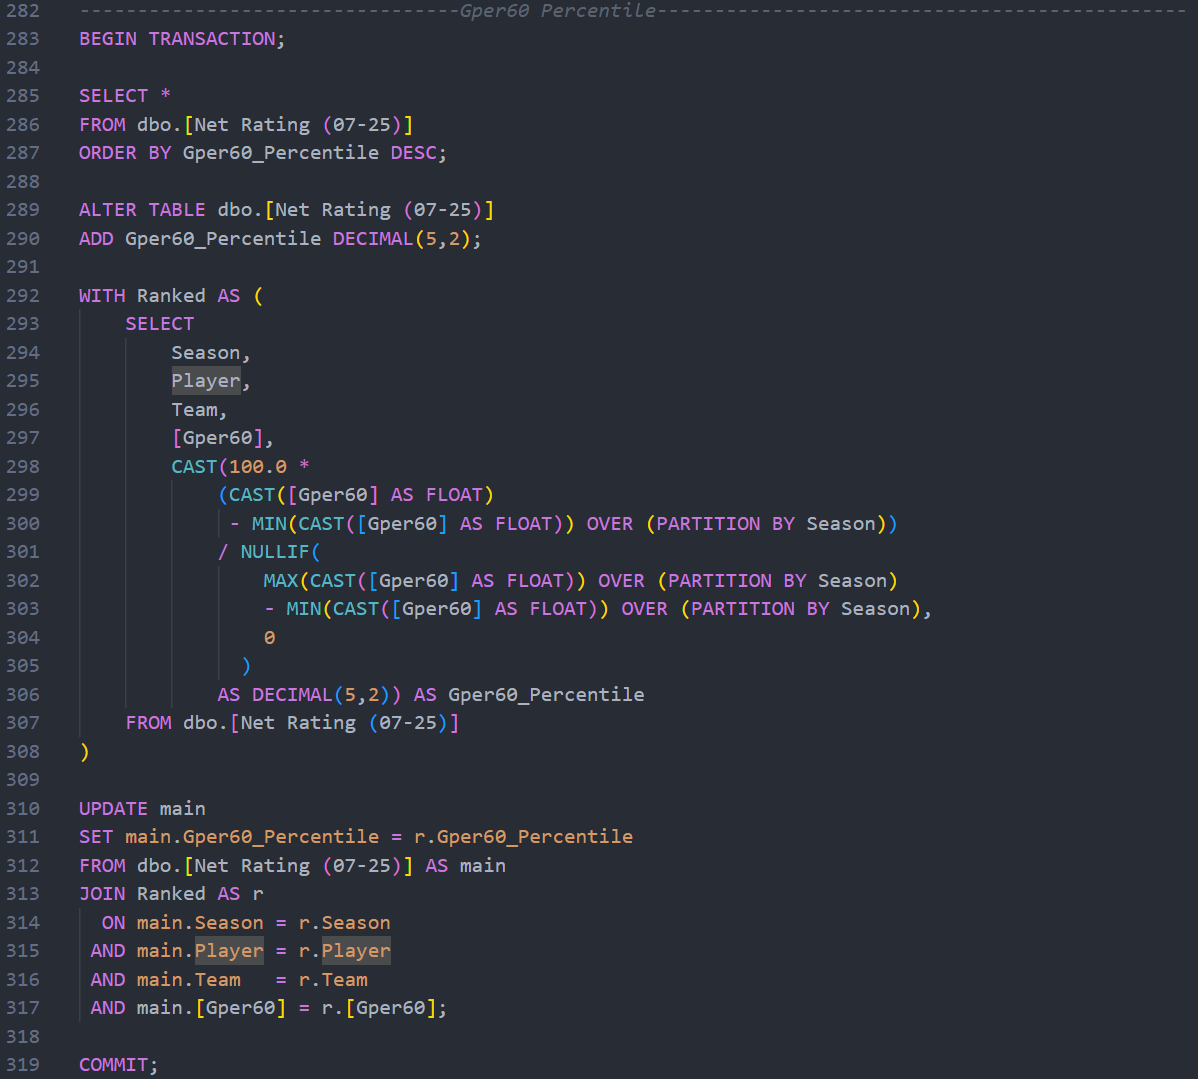 282 ---------------------------------Gper60 Percentile----------------------------------------------
283 BEGIN TRANSACTION;
284
285 SELECT *
286 FROM dbo.[Net Rating (07-25)]
287 ORDER BY Gper60_Percentile DESC;
288
289 ALTER TABLE dbo.[Net Rating (07-25)]
290 ADD Gper60_Percentile DECIMAL(5,2);
291
292 WITH Ranked AS (
293     SELECT
294         Season,
295         Player,
296         Team,
297         [Gper60],
298         CAST(100.0 *
299             (CAST([Gper60] AS FLOAT)
300              - MIN(CAST([Gper60] AS FLOAT)) OVER (PARTITION BY Season))
301             / NULLIF(
302                 MAX(CAST([Gper60] AS FLOAT)) OVER (PARTITION BY Season)
303                 - MIN(CAST([Gper60] AS FLOAT)) OVER (PARTITION BY Season),
304                 0
305               )
306             AS DECIMAL(5,2)) AS Gper60_Percentile
307     FROM dbo.[Net Rating (07-25)]
308 )
309
310 UPDATE main
311 SET main.Gper60_Percentile = r.Gper60_Percentile
312 FROM dbo.[Net Rating (07-25)] AS main
313 JOIN Ranked AS r
314   ON main.Season = r.Season
315  AND main.Player = r.Player
316  AND main.Team   = r.Team
317  AND main.[Gper60] = r.[Gper60];
318
319 COMMIT;